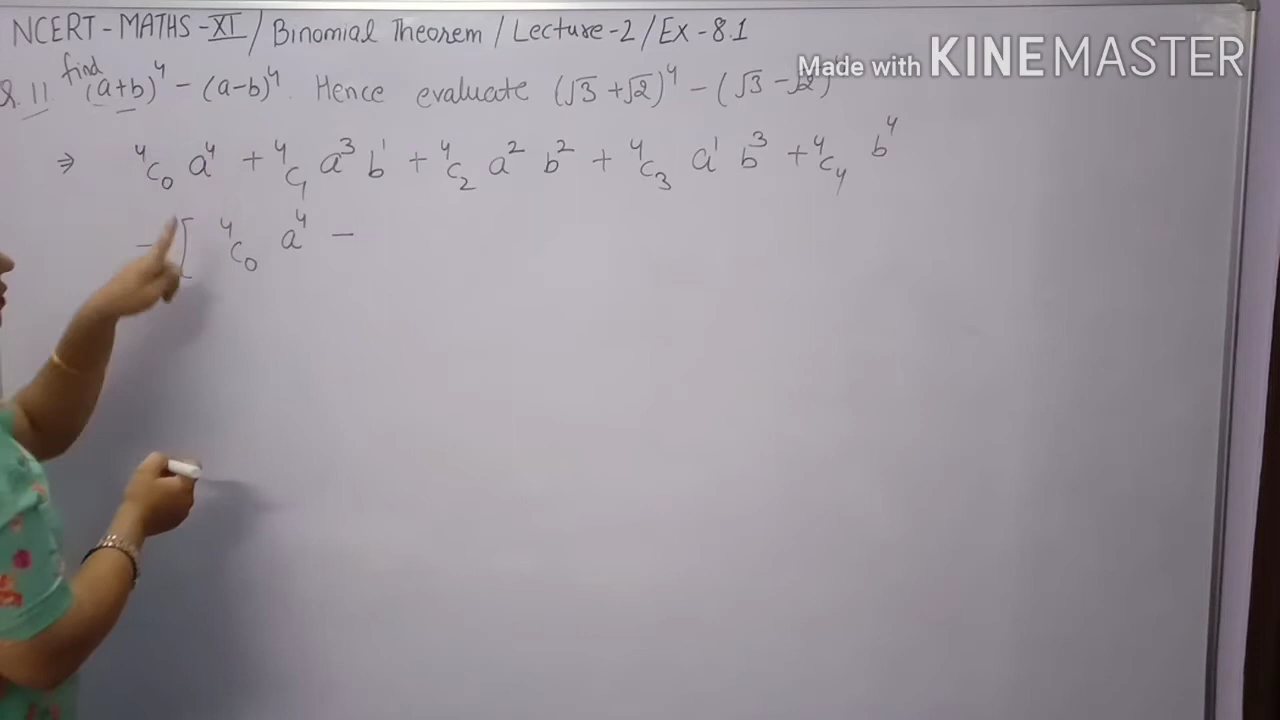 NCERT - MATHS - XI / Binomial Theorem / Lecture - 2 / Ex - 8.1
Made with KINEMASTER
Q. 11. find (a+b)⁴ - (a-b)⁴. Hence evaluate (√3 + √2)⁴ - (√3 - √2)
⇒ ⁴C₀ a⁴ + ⁴C₁ a³ b¹ + ⁴C₂ a² b² + ⁴C₃ a¹ b³ + ⁴C₄ b⁴
- [ ⁴C₀ a⁴ -